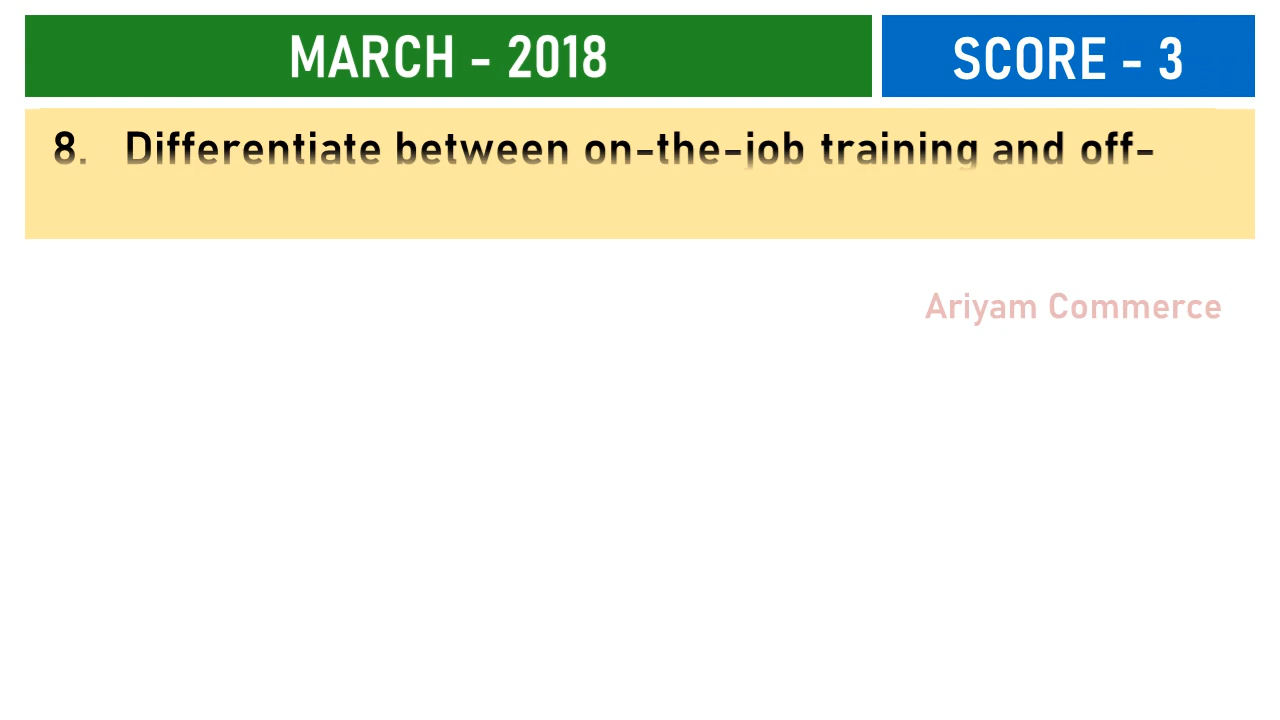 MARCH - 2018
SCORE - 3
8. Differentiate between on-the-job training and off-
Ariyam Commerce